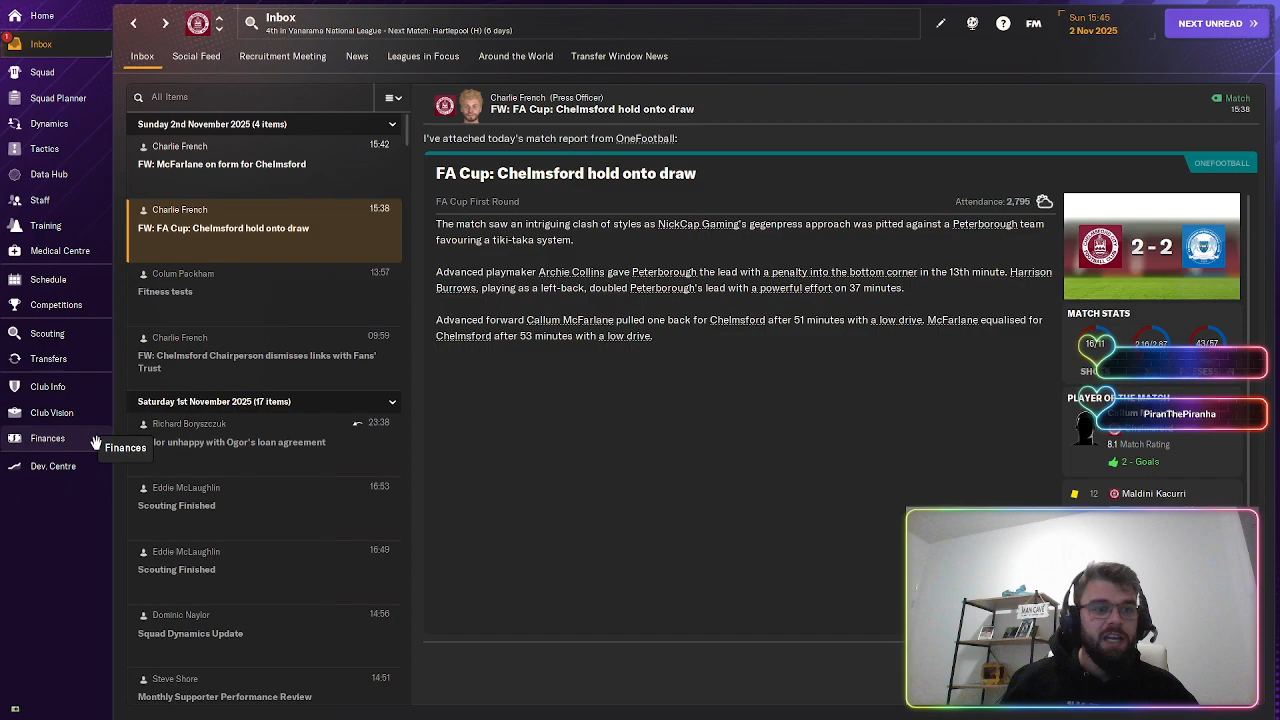 Home
1
Inbox
Squad
Squad Planner
Dynamics
Tactics
Data Hub
Staff
Training
Medical Centre
Schedule
Competitions
Scouting
Transfers
Club Info
Club Vision
Finances
Dev. Centre
Finances
Inbox
4th in Vanarama National League - Next Match: Hartlepool (H) (6 days)
FM
Sun 15:45
2 Nov 2025
NEXT UNREAD
Inbox
Social Feed
Recruitment Meeting
News
Leagues in Focus
Around the World
Transfer Window News
All Items
Sunday 2nd November 2025 (4 items)
Charlie French
15:42
FW: McFarlane on form for Chelmsford
Charlie French
15:38
FW: FA Cup: Chelmsford hold onto draw
Colum Packham
13:57
Fitness tests
Charlie French
09:59
FW: Chelmsford Chairperson dismisses links with Fans'
Trust
Saturday 1st November 2025 (17 items)
Richard Boryszczuk
23:38
lor unhappy with Ogor's loan agreement
Eddie McLaughlin
16:53
Scouting Finished
Eddie McLaughlin
16:49
Scouting Finished
Dominic Naylor
14:56
Squad Dynamics Update
Steve Shore
14:51
Monthly Supporter Performance Review
Charlie French (Press Officer)
FW: FA Cup: Chelmsford hold onto draw
Match
15:38
I've attached today's match report from OneFootball:
ONEFOOTBALL
FA Cup: Chelmsford hold onto draw
FA Cup First Round
Attendance: 2,795
The match saw an intriguing clash of styles as NickCap Gaming's gegenpress approach was pitted against a Peterborough team
favouring a tiki-taka system.
Advanced playmaker Archie Collins gave Peterborough the lead with a penalty into the bottom corner in the 13th minute. Harrison
Burrows, playing as a left-back, doubled Peterborough's lead with a powerful effort on 37 minutes.
Advanced forward Callum McFarlane pulled one back for Chelmsford after 51 minutes with a low drive. McFarlane equalised for
Chelmsford after 53 minutes with a low drive.
2 - 2
MATCH STATS
16/11
43/57
PLAYER OF THE MATCH
PiranThePiranha
8.1 Match Rating
2 - Goals
12
Maldini Kacurri
MAN CAVE